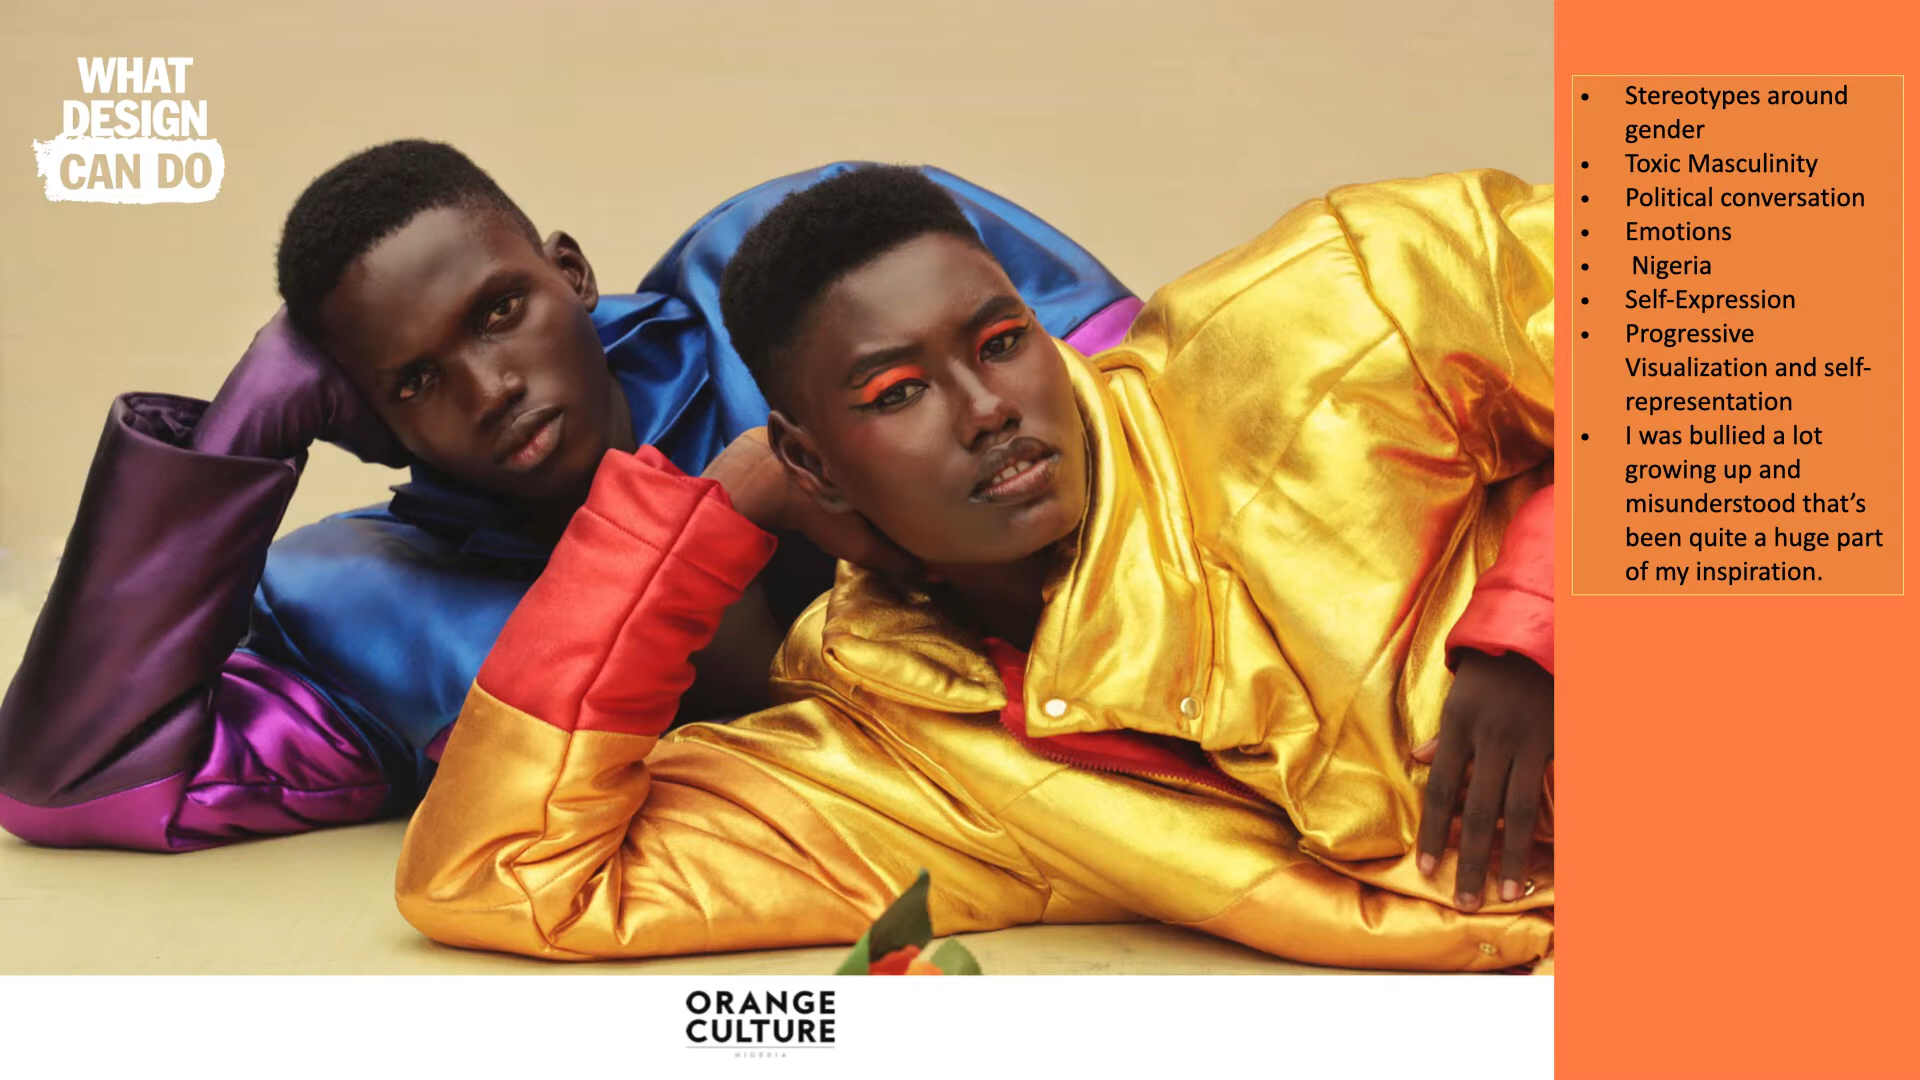 WHAT
DESIGN
CAN DO
• Stereotypes around
gender
• Toxic Masculinity
• Political conversation
• Emotions
• Nigeria
• Self-Expression
• Progressive
Visualization and self-
representation
• I was bullied a lot
growing up and
misunderstood that’s
been quite a huge part
of my inspiration.
ORANGE
CULTURE
NIGERIA